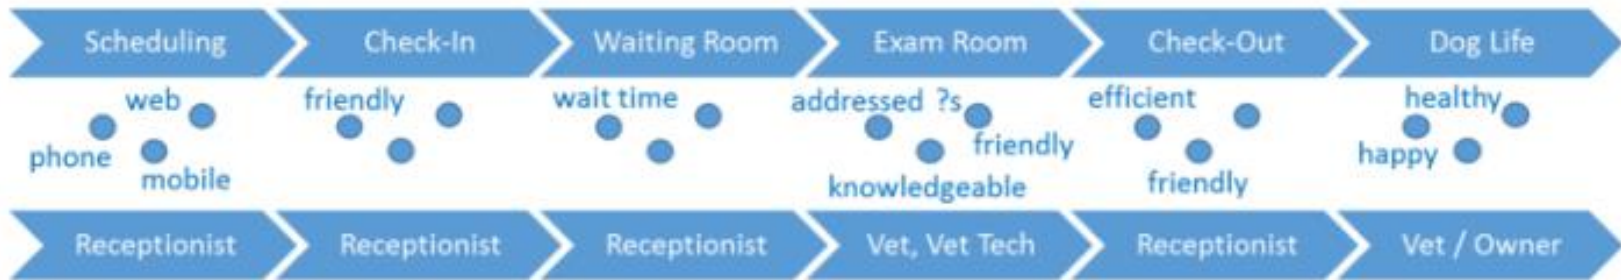 Scheduling Check-In Waiting Room Exam Room Check-Out Dog Life
web friendly wait time addressed ?s efficient healthy
phone friendly happy
mobile knowledgeable friendly
Receptionist Receptionist Receptionist Vet, Vet Tech Receptionist Vet / Owner